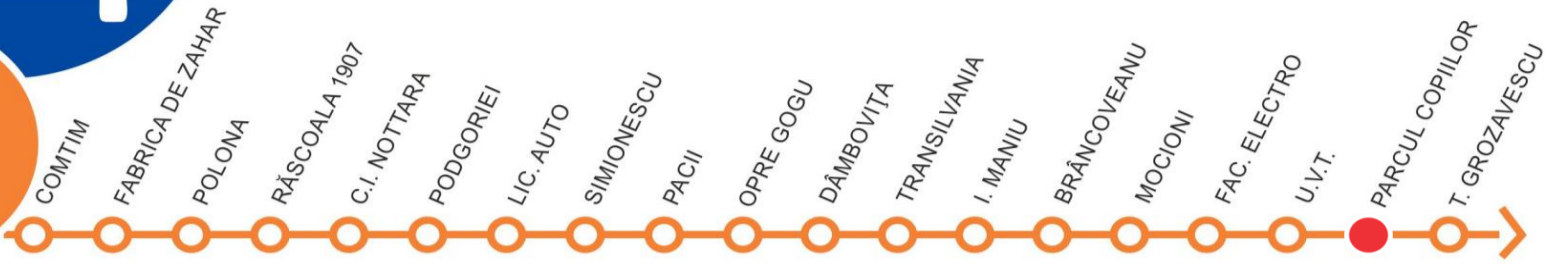 COMTIM
FABRICA DE ZAHAR
POLONA
RĂSCOALA 1907
C.I. NOTTARA
PODGORIEI
LIC. AUTO
SIMIONESCU
PACII
OPRE GOGU
DÂMBOVIŢA
TRANSILVANIA
I. MANIU
BRÂNCOVEANU
MOCIONI
FAC. ELECTRO
U.V.T.
PARCUL COPIILOR
T. GROZAVESCU